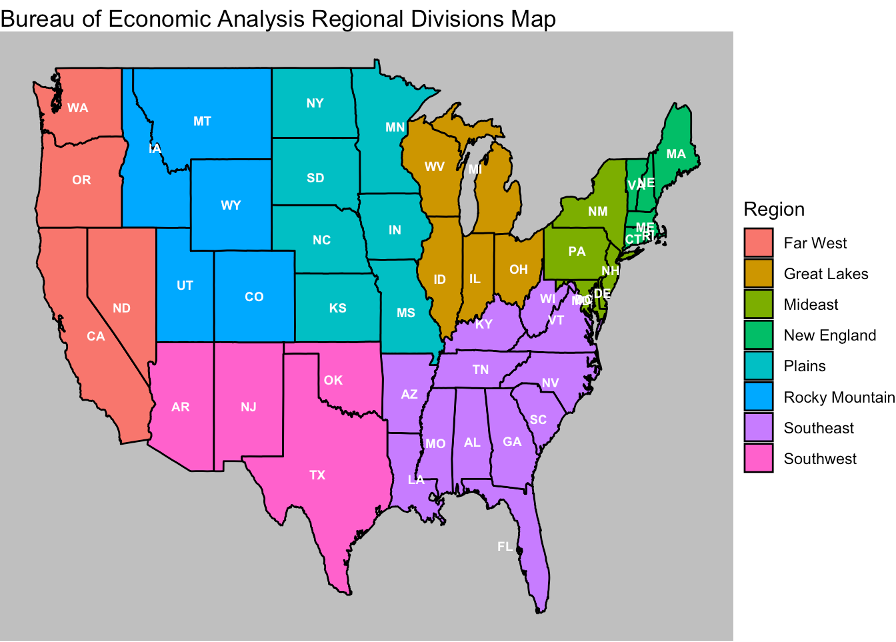 Bureau of Economic Analysis Regional Divisions Map
WA
MT
NY
MN
IA
WV
MI
MA
OR
SD
WY
VA
NE
NM
ME
RI
CT
IN
NC
PA
NH
UT
CO
ID
IL
OH
DE
WI
DC
ND
KS
MS
KY
VT
CA
OK
TN
NV
AR
NJ
AZ
SC
MO
AL
GA
TX
LA
FL
Region
Far West
Great Lakes
Mideast
New England
Plains
Rocky Mountain
Southeast
Southwest